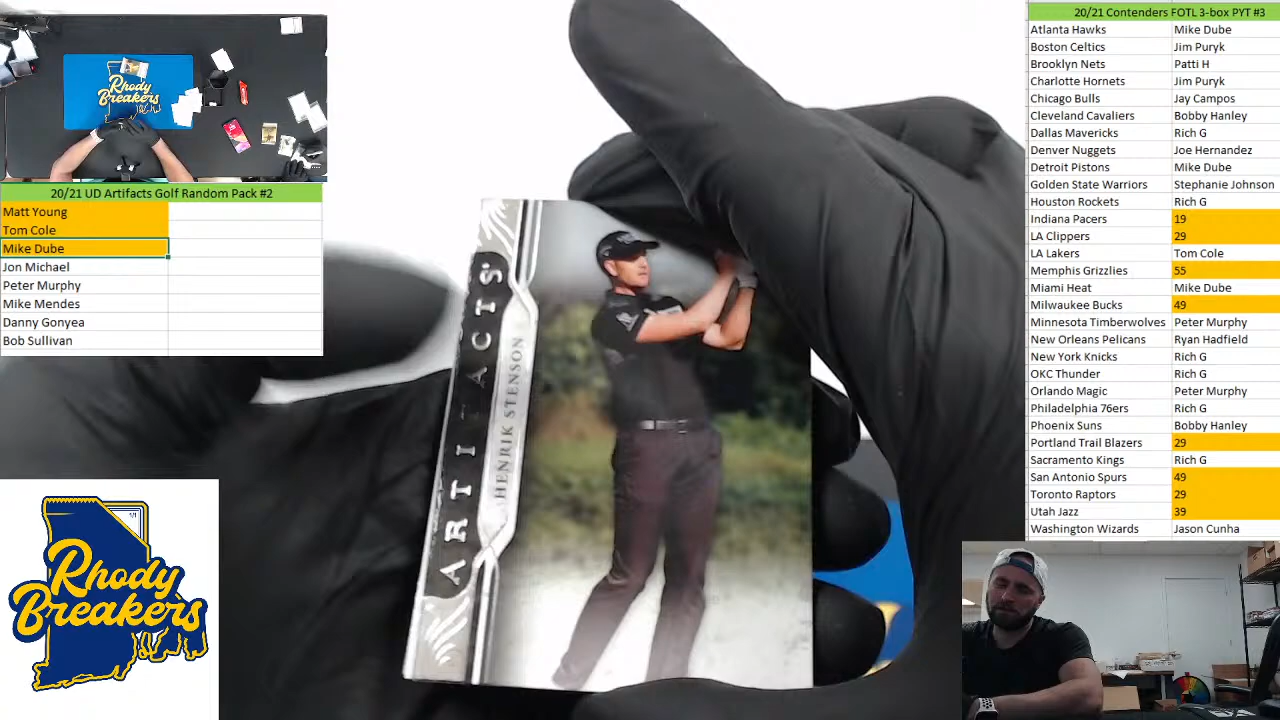 20/21 UD Artifacts Golf Random Pack #2
Matt Young
Tom Cole
Mike Dube
Jon Michael
Peter Murphy
Mike Mendes
Danny Gonyea
Bob Sullivan
Rhody
Breakers
Rhody
Breakers
ARTIFACTS
HENRIK STENSON
20/21 Contenders FOTL 3-box PYT #3
Atlanta Hawks Mike Dube
Boston Celtics Jim Puryk
Brooklyn Nets Patti H
Charlotte Hornets Jim Puryk
Chicago Bulls Jay Campos
Cleveland Cavaliers Bobby Hanley
Dallas Mavericks Rich G
Denver Nuggets Joe Hernandez
Detroit Pistons Mike Dube
Golden State Warriors Stephanie Johnson
Houston Rockets Rich G
Indiana Pacers 19
LA Clippers 29
LA Lakers Tom Cole
Memphis Grizzlies 55
Miami Heat Mike Dube
Milwaukee Bucks 49
Minnesota Timberwolves Peter Murphy
New Orleans Pelicans Ryan Hadfield
New York Knicks Rich G
OKC Thunder Rich G
Orlando Magic Peter Murphy
Philadelphia 76ers Rich G
Phoenix Suns Bobby Hanley
Portland Trail Blazers 29
Sacramento Kings Rich G
San Antonio Spurs 49
Toronto Raptors 29
Utah Jazz 39
Washington Wizards Jason Cunha